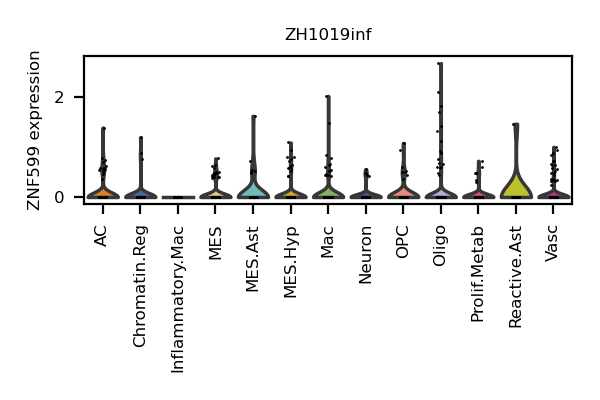 ZH1019inf
ZNF599 expression
2
0
AC
Chromatin.Reg
Inflammatory.Mac
MES
MES.Ast
MES.Hyp
Mac
Neuron
OPC
Oligo
Prolif.Metab
Reactive.Ast
Vasc